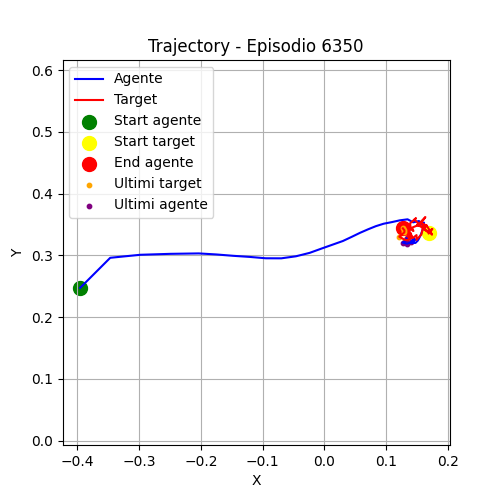 Trajectory - Episodio 6350
Agente
Target
Start agente
Start target
End agente
Ultimi target
Ultimi agente
0.6
0.5
0.4
0.3
0.2
0.1
0.0
Y
−0.4 −0.3 −0.2 −0.1 0.0 0.1 0.2
X